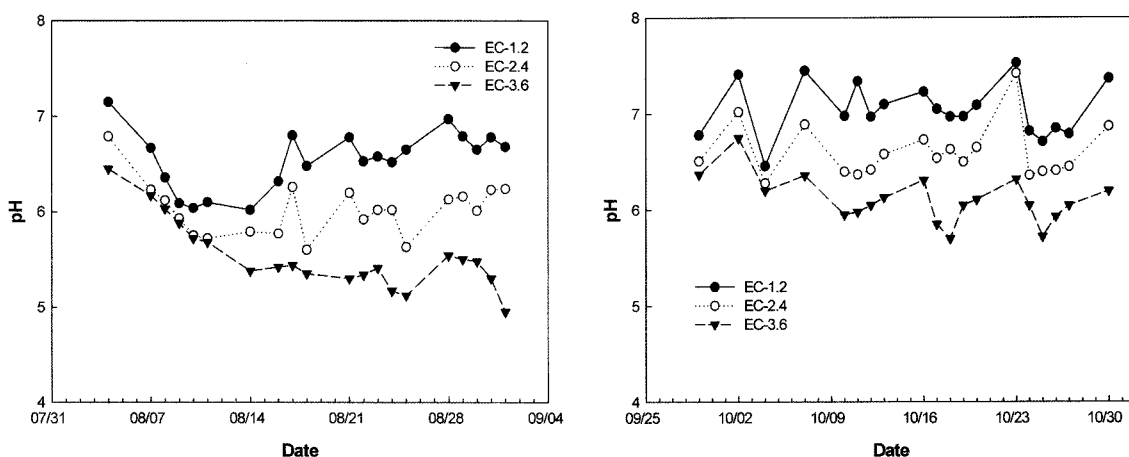 8
7
6
5
4
pH
EC-1.2
EC-2.4
EC-3.6
07/31
08/07
08/14
08/21
08/28
09/04
Date
8
7
6
5
4
pH
EC-1.2
EC-2.4
EC-3.6
09/25
10/02
10/09
10/16
10/23
10/30
Date